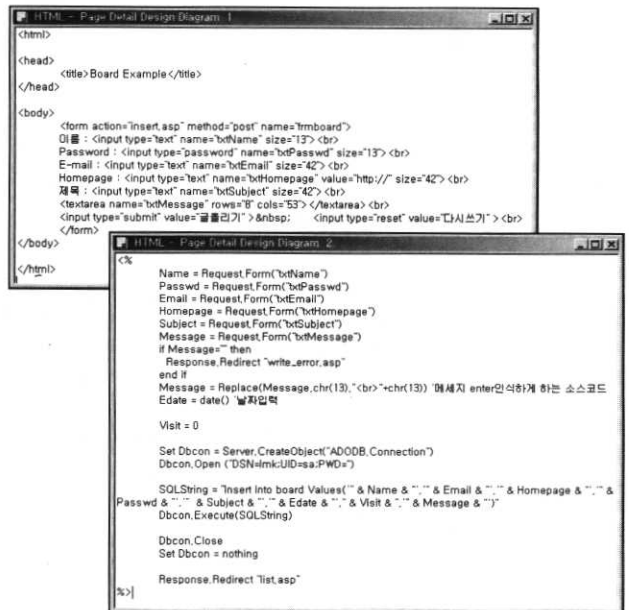 HTML - Page Detail Design Diagram 1
<html>
<head>
<title>Board Example</title>
</head>
<body>
<form action="insert.asp" method="post" name="frmboard">
이름 : <input type="text" name="txtName" size="13"><br>
Password : <input type="password" name="txtPasswd" size="13"><br>
E-mail : <input type="text" name="txtEmail" size="42"><br>
Homepage : <input type="text" name="txtHomepage" value="http://" size="42"><br>
제목 : <input type="text" name="txtSubject" size="42"><br>
<textarea name="txtMessage" rows="8" cols="53"></textarea><br>
<input type="submit" value="글올리기">&nbsp; <input type="reset" value="다시쓰기"><br>
</form>
</body>
</html>
HTML - Page Detail Design Diagram 2
<%
Name = Request.Form("txtName")
Passwd = Request.Form("txtPasswd")
Email = Request.Form("txtEmail")
Homepage = Request.Form("txtHomepage")
Subject = Request.Form("txtSubject")
Message = Request.Form("txtMessage")
if Message="" then
Response.Redirect "write_error.asp"
end if
Message = Replace(Message,chr(13),"<br>"+chr(13)) '메세지 enter인식하게 하는 소스코드
Edate = date() '날짜입력
Visit = 0
Set Dbcon = Server.CreateObject("ADODB.Connection")
Dbcon.Open ("DSN=lmk;UID=sa;PWD=")
SQLString = "Insert Into board Values('" & Name & "','" & Email & "','" & Homepage & "','" &
Passwd & "','" & Subject & "','" & Edate & "'," & Visit & ",'" & Message & "')"
Dbcon.Execute(SQLString)
Dbcon.Close
Set Dbcon = nothing
Response.Redirect "list.asp"
%>